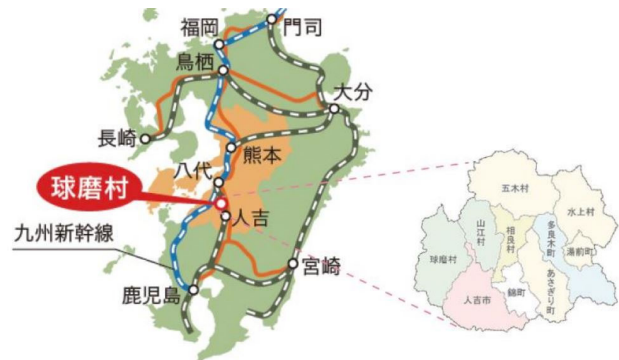 福岡
門司
鳥栖
大分
長崎
熊本
八代
球磨村
人吉
九州新幹線
宮崎
鹿児島
五木村
水上村
山江村
相良村
多良木町
湯前町
球磨村
あさぎり町
錦町
人吉市